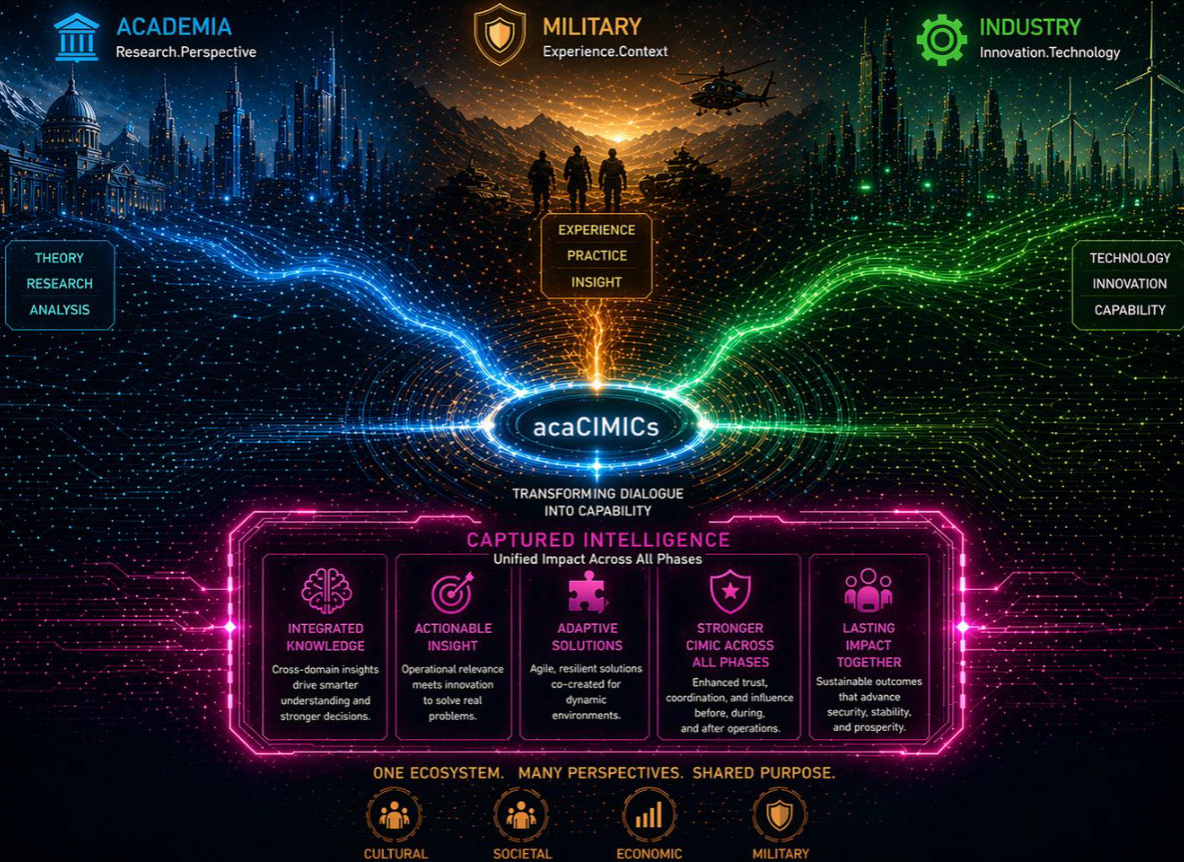 ACADEMIA
Research.Perspective
MILITARY
Experience.Context
INDUSTRY
Innovation.Technology
THEORY
RESEARCH
ANALYSIS
EXPERIENCE
PRACTICE
INSIGHT
TECHNOLOGY
INNOVATION
CAPABILITY
acaCIMICs
TRANSFORMING DIALOGUE
INTO CAPABILITY
CAPTURED INTELLIGENCE
Unified Impact Across All Phases
INTEGRATED
KNOWLEDGE
Cross-domain insights
drive smarter
understanding and
stronger decisions.
ACTIONABLE
INSIGHT
Operational relevance
meets innovation
to solve real
problems.
ADAPTIVE
SOLUTIONS
Agile, resilient solutions
co-created for
dynamic
environments.
STRONGER
CIMIC ACROSS
ALL PHASES
Enhanced trust,
coordination, and influence
before, during,
and after operations.
LASTING
IMPACT
TOGETHER
Sustainable outcomes
that advance
security, stability,
and prosperity.
ONE ECOSYSTEM. MANY PERSPECTIVES. SHARED PURPOSE.
CULTURAL
SOCIETAL
ECONOMIC
MILITARY